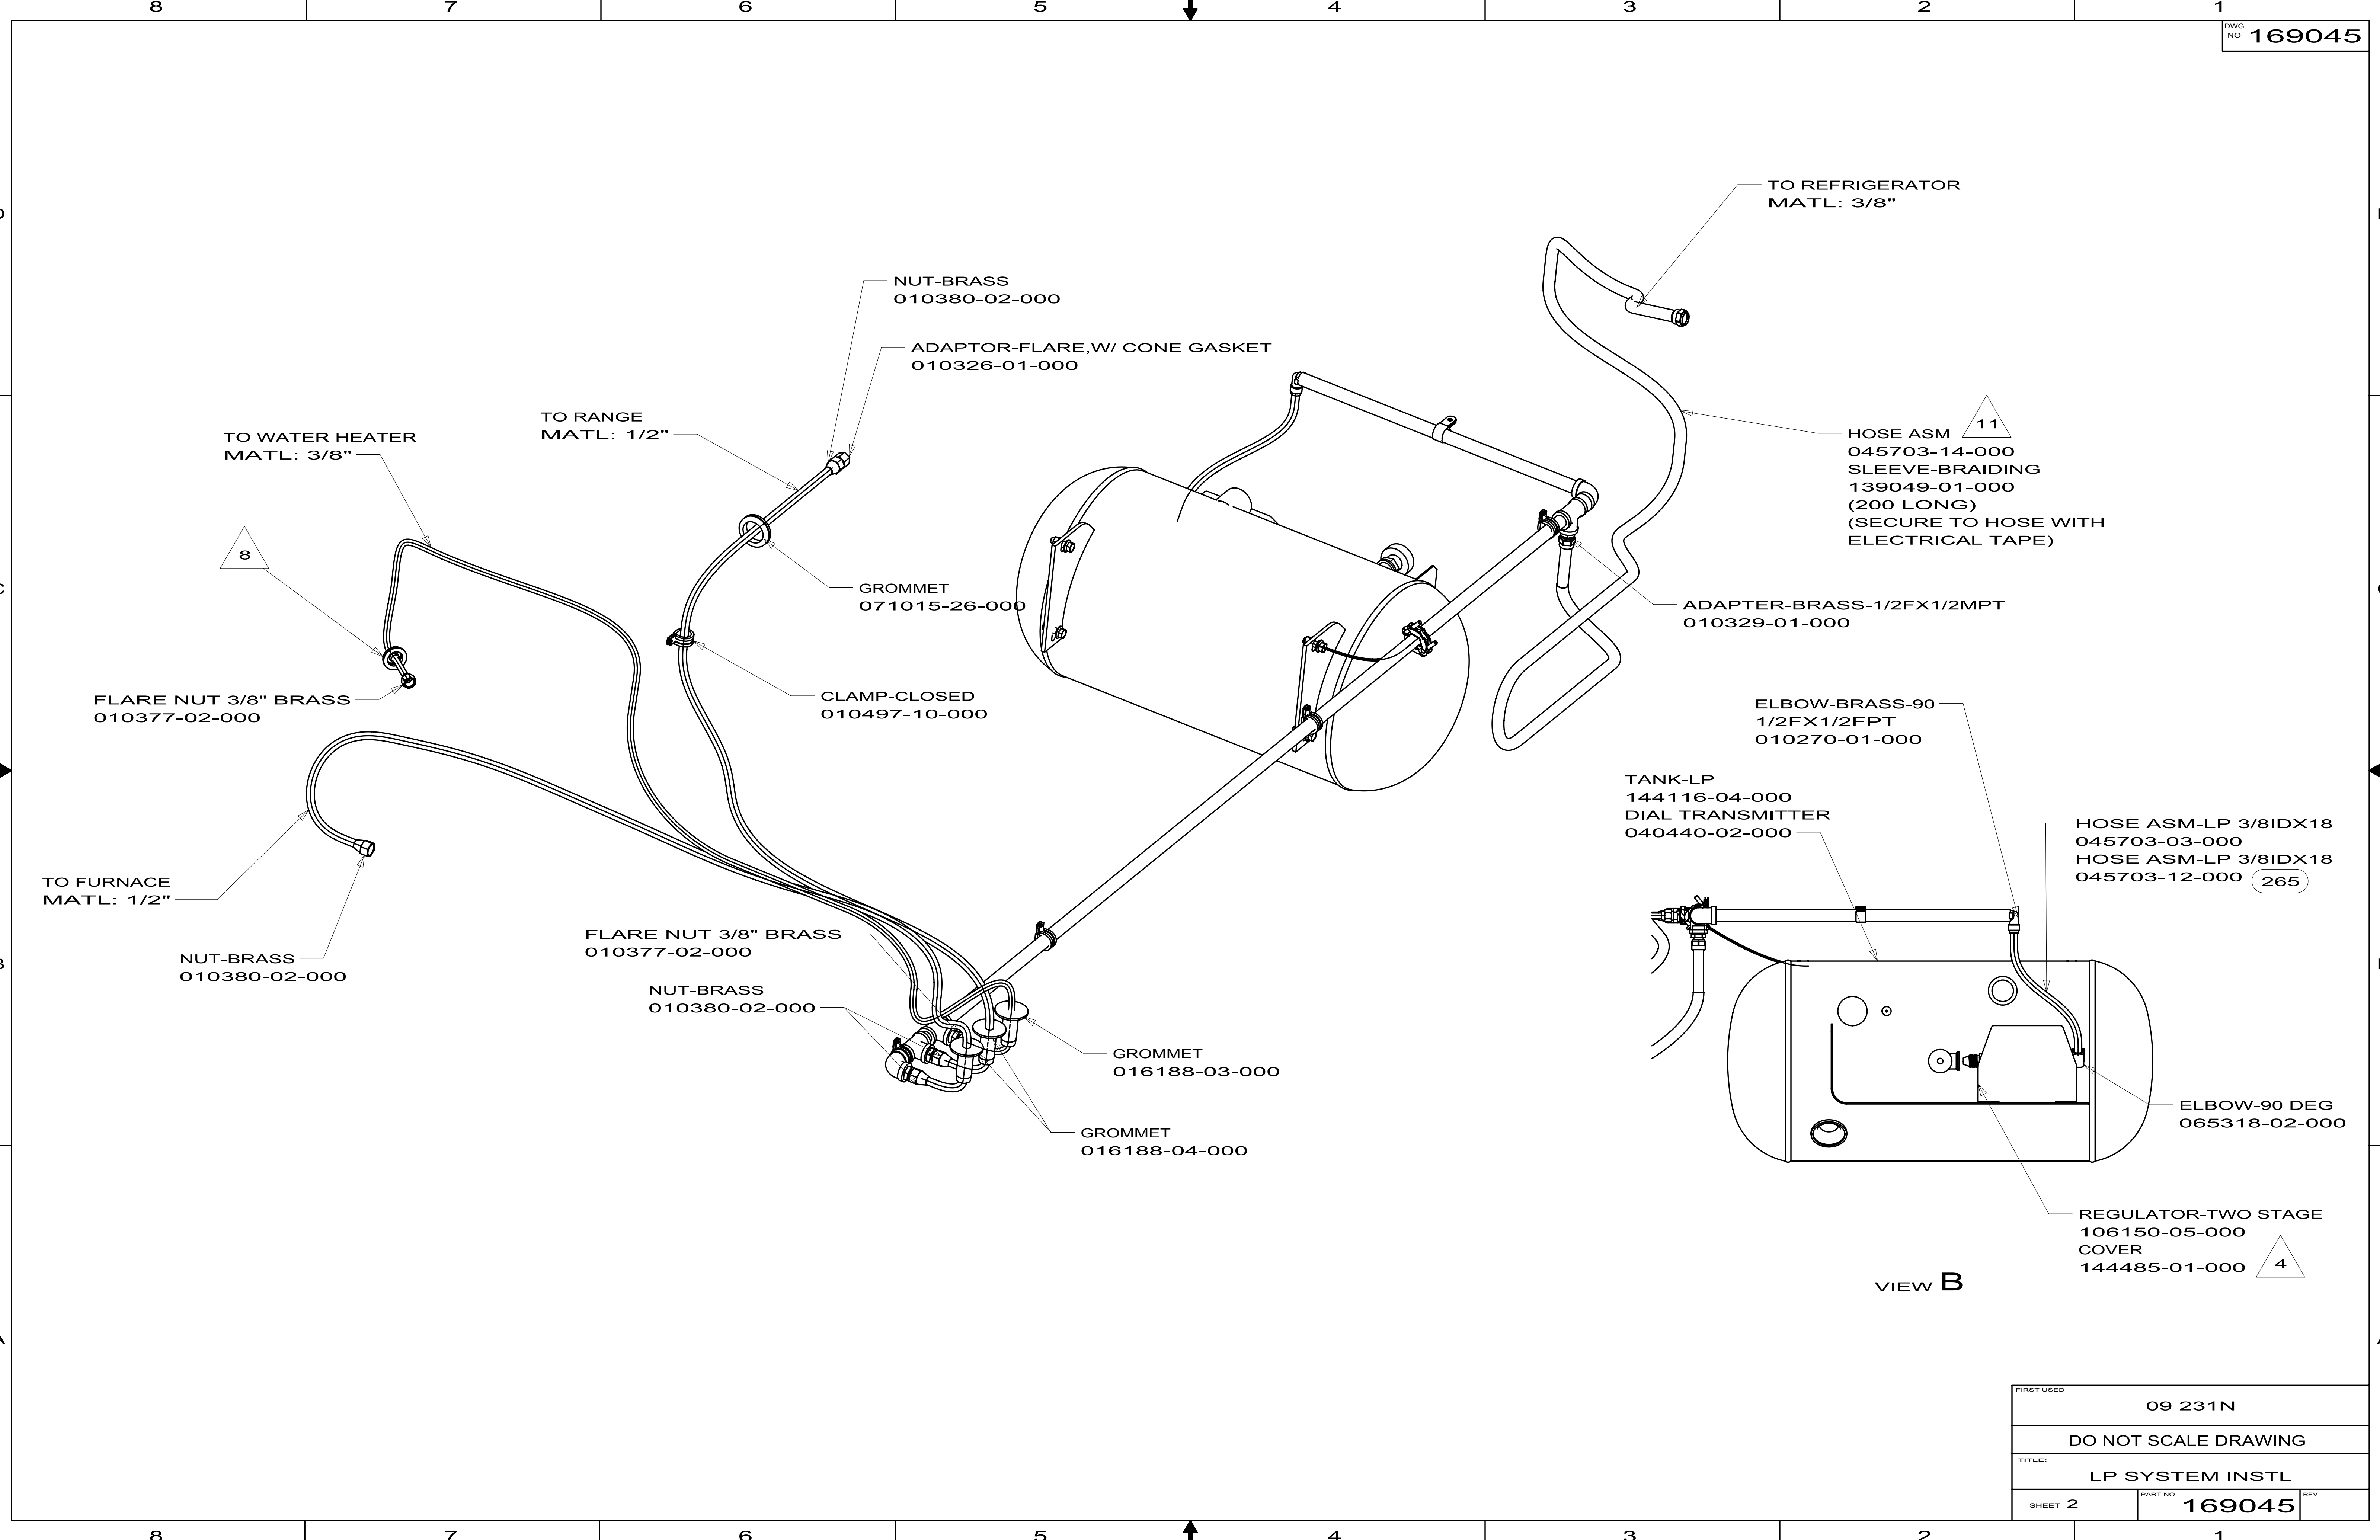 8 7 6 5 4 3 2 1
DWG NO 169045
TO REFRIGERATOR
MATL: 3/8"
NUT-BRASS
010380-02-000
ADAPTOR-FLARE,W/ CONE GASKET
010326-01-000
TO RANGE
MATL: 1/2"
TO WATER HEATER
MATL: 3/8"
8
HOSE ASM 11
045703-14-000
SLEEVE-BRAIDING
139049-01-000
(200 LONG)
(SECURE TO HOSE WITH
ELECTRICAL TAPE)
GROMMET
071015-26-000
ADAPTER-BRASS-1/2FX1/2MPT
010329-01-000
FLARE NUT 3/8" BRASS
010377-02-000
CLAMP-CLOSED
010497-10-000
ELBOW-BRASS-90
1/2FX1/2FPT
010270-01-000
TANK-LP
144116-04-000
DIAL TRANSMITTER
040440-02-000
HOSE ASM-LP 3/8IDX18
045703-03-000
HOSE ASM-LP 3/8IDX18
045703-12-000 265
TO FURNACE
MATL: 1/2"
NUT-BRASS
010380-02-000
FLARE NUT 3/8" BRASS
010377-02-000
NUT-BRASS
010380-02-000
GROMMET
016188-03-000
GROMMET
016188-04-000
ELBOW-90 DEG
065318-02-000
REGULATOR-TWO STAGE
106150-05-000
COVER
144485-01-000 4
VIEW B
FIRST USED
09 231N
DO NOT SCALE DRAWING
TITLE:
LP SYSTEM INSTL
SHEET 2 PART NO 169045 REV
8 7 6 5 4 3 2 1